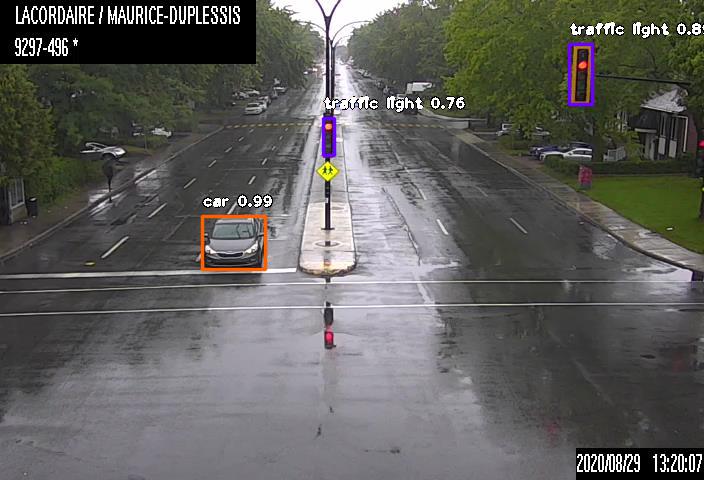 LACORDAIRE / MAURICE-DUPLESSIS
9297-496 *
traffic light 0.89
traffic light 0.76
car 0.99
2020/08/29 13:20:07